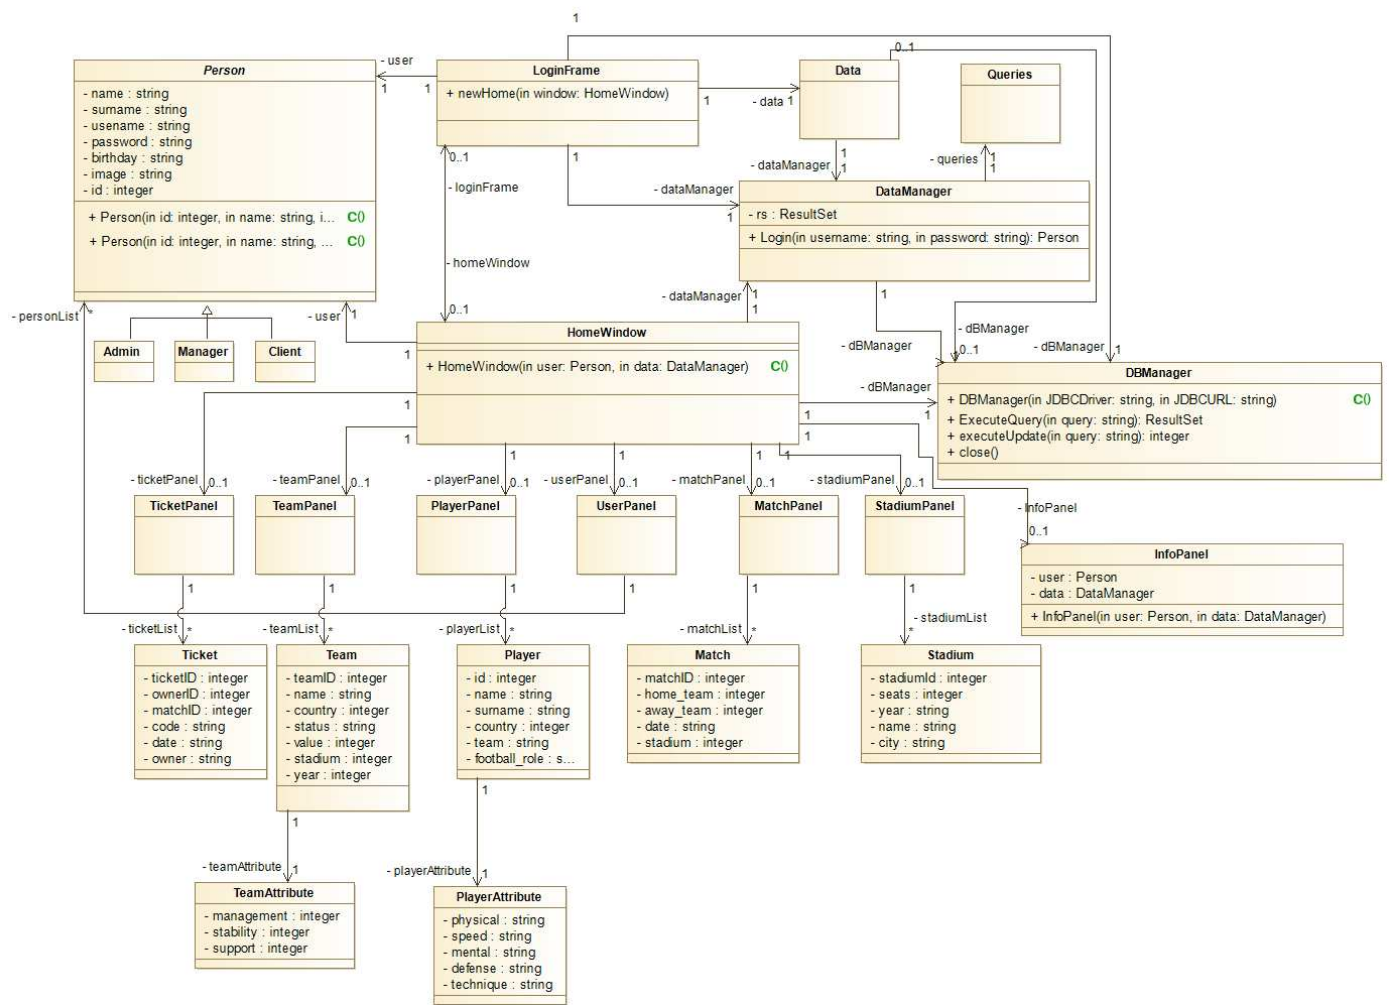 1
0..1
- user
1
1
Person
- name : string
- surname : string
- usename : string
- password : string
- birthday : string
- image : string
- id : integer
+ Person(in id: integer, in name: string, i... C()
+ Person(in id: integer, in name: string, ... C()
LoginFrame
+ newHome(in window: HomeWindow)
1
- data 1
Data
Queries
1
- dataManager 1
- queries 1
1
0..1
- loginFrame
1
- dataManager
1
DataManager
- rs : ResultSet
+ Login(in username: string, in password: string): Person
- homeWindow
0..1
- dataManager 1
1
1
- personList *
- user 1
1
Admin
Manager
Client
HomeWindow
+ HomeWindow(in user: Person, in data: DataManager) C()
- dBManager
0..1
- dBManager
- dBManager 1
- dBManager
1
1
DBManager
+ DBManager(in JDBCDriver: string, in JDBCURL: string) C()
+ ExecuteQuery(in query: string): ResultSet
+ executeUpdate(in query: string): integer
+ close()
1
1
1
1
1
1
1
- ticketPanel 0..1
- teamPanel 0..1
- playerPanel 0..1
- userPanel 0..1
- matchPanel 0..1
- stadiumPanel 0..1
- InfoPanel
0..1
TicketPanel
TeamPanel
PlayerPanel
UserPanel
MatchPanel
StadiumPanel
InfoPanel
- user : Person
- data : DataManager
+ InfoPanel(in user: Person, in data: DataManager)
1
1
1
1
1
1
- ticketList *
- teamList *
- playerList *
- matchList *
- stadiumList
*
Ticket
- ticketID : integer
- ownerID : integer
- matchID : integer
- code : string
- date : string
- owner : string
Team
- teamID : integer
- name : string
- country : integer
- status : string
- value : integer
- stadium : integer
- year : integer
Player
- id : integer
- name : string
- surname : string
- country : integer
- team : string
- football_role : s...
Match
- matchID : integer
- home_team : integer
- away_team : integer
- date : string
- stadium : integer
Stadium
- stadiumId : integer
- seats : integer
- year : string
- name : string
- city : string
1
- teamAttribute 1
1
- playerAttribute 1
TeamAttribute
- management : integer
- stability : integer
- support : integer
PlayerAttribute
- physical : string
- speed : string
- mental : string
- defense : string
- technique : string